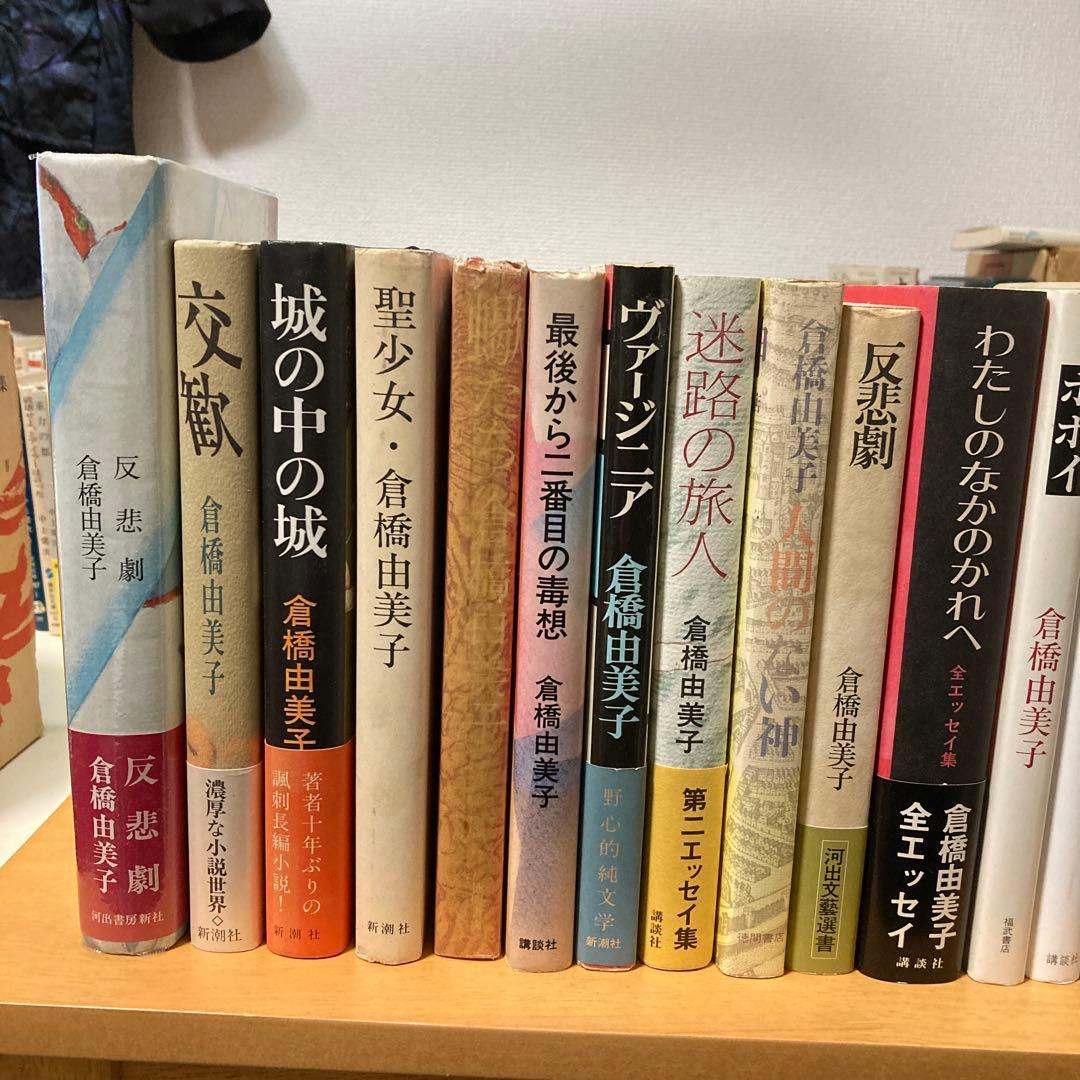 反悲劇
倉橋由美子
反悲劇
倉橋由美子
河出書房新社
交歓
倉橋由美子
濃厚な小説世界◇
新潮社
城の中の城
倉橋由美子
著者十年ぶりの
諷刺長編小説！
新潮社
聖少女・倉橋由美子
新潮社
最後から二番目の毒想
倉橋由美子
講談社
ヴァージニア
倉橋由美子
野心的純文学
新潮社
迷路の旅人
倉橋由美子
第二エッセイ集
講談社
倉橋由美子
人間のない神
徳間書店
反悲劇
倉橋由美子
河出文藝選書
わたしのなかのかれへ
全エッセイ集
倉橋由美子
全エッセイ
講談社
ポポイ
倉橋由美子
福武書店
講談社